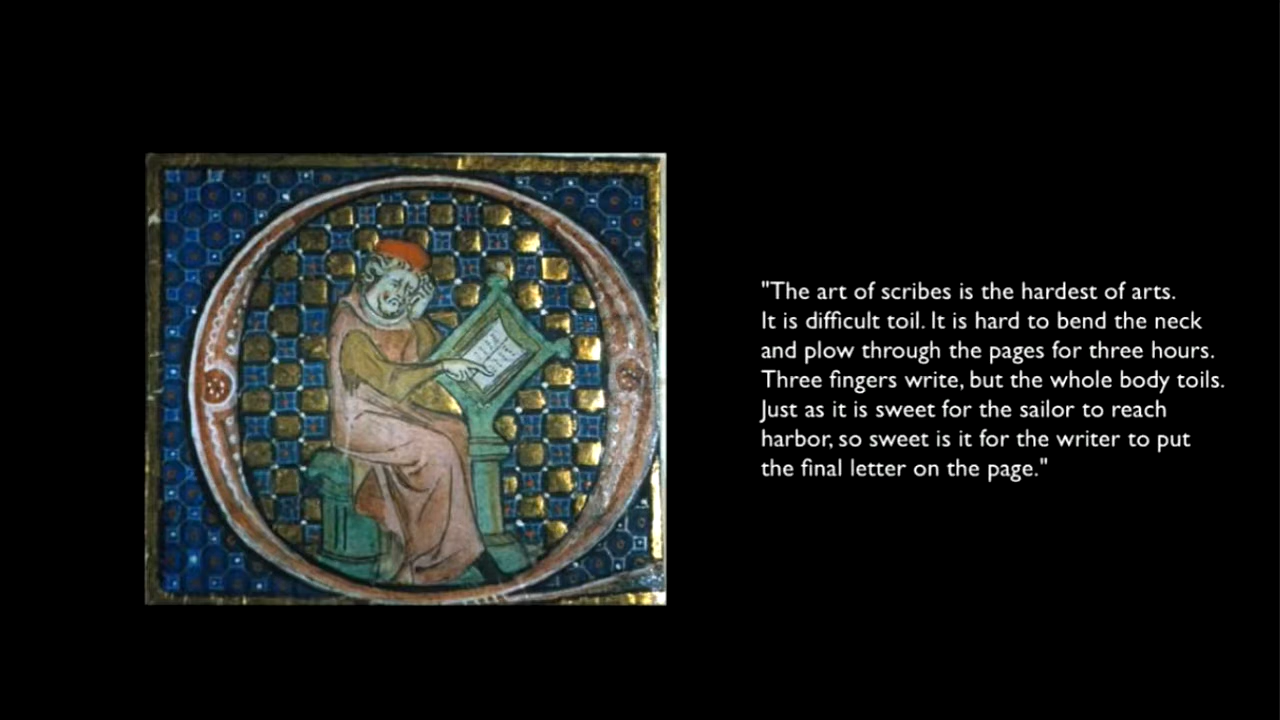 "The art of scribes is the hardest of arts.
It is difficult toil. It is hard to bend the neck
and plow through the pages for three hours.
Three fingers write, but the whole body toils.
Just as it is sweet for the sailor to reach
harbor, so sweet is it for the writer to put
the final letter on the page."